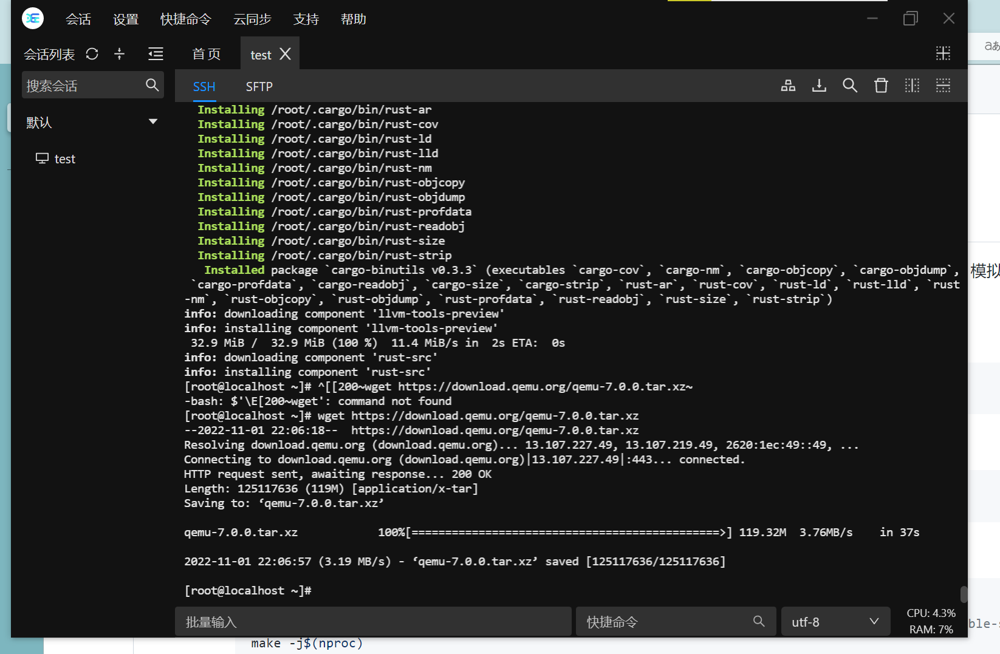 会话 设置 快捷命令 云同步 支持 帮助
会话列表 首页 test
搜索会话
SSH SFTP
默认
test
Installing /root/.cargo/bin/rust-ar
Installing /root/.cargo/bin/rust-cov
Installing /root/.cargo/bin/rust-ld
Installing /root/.cargo/bin/rust-lld
Installing /root/.cargo/bin/rust-nm
Installing /root/.cargo/bin/rust-objcopy
Installing /root/.cargo/bin/rust-objdump
Installing /root/.cargo/bin/rust-profdata
Installing /root/.cargo/bin/rust-readobj
Installing /root/.cargo/bin/rust-size
Installing /root/.cargo/bin/rust-strip
Installed package `cargo-binutils v0.3.3` (executables `cargo-cov`, `cargo-nm`, `cargo-objcopy`, `cargo-objdump`,
`cargo-profdata`, `cargo-readobj`, `cargo-size`, `cargo-strip`, `rust-ar`, `rust-cov`, `rust-ld`, `rust-lld`, `rust
-nm`, `rust-objcopy`, `rust-objdump`, `rust-profdata`, `rust-readobj`, `rust-size`, `rust-strip`)
info: downloading component 'llvm-tools-preview'
info: installing component 'llvm-tools-preview'
32.9 MiB / 32.9 MiB (100 %) 11.4 MiB/s in 2s ETA: 0s
info: downloading component 'rust-src'
info: installing component 'rust-src'
[root@localhost ~]# ^[[200~wget https://download.qemu.org/qemu-7.0.0.tar.xz~
-bash: $'\E[200~wget': command not found
[root@localhost ~]# wget https://download.qemu.org/qemu-7.0.0.tar.xz
--2022-11-01 22:06:18-- https://download.qemu.org/qemu-7.0.0.tar.xz
Resolving download.qemu.org (download.qemu.org)... 13.107.227.49, 13.107.219.49, 2620:1ec:49::49, ...
Connecting to download.qemu.org (download.qemu.org)|13.107.227.49|:443... connected.
HTTP request sent, awaiting response... 200 OK
Length: 125117636 (119M) [application/x-tar]
Saving to: ‘qemu-7.0.0.tar.xz’
qemu-7.0.0.tar.xz 100%[==============================================>] 119.32M 3.76MB/s in 37s
2022-11-01 22:06:57 (3.19 MB/s) - ‘qemu-7.0.0.tar.xz’ saved [125117636/125117636]
[root@localhost ~]#
批量输入 快捷命令 utf-8 CPU: 4.3%
RAM: 7%
make -j$(nproc)
aあ
模拟
ble-s